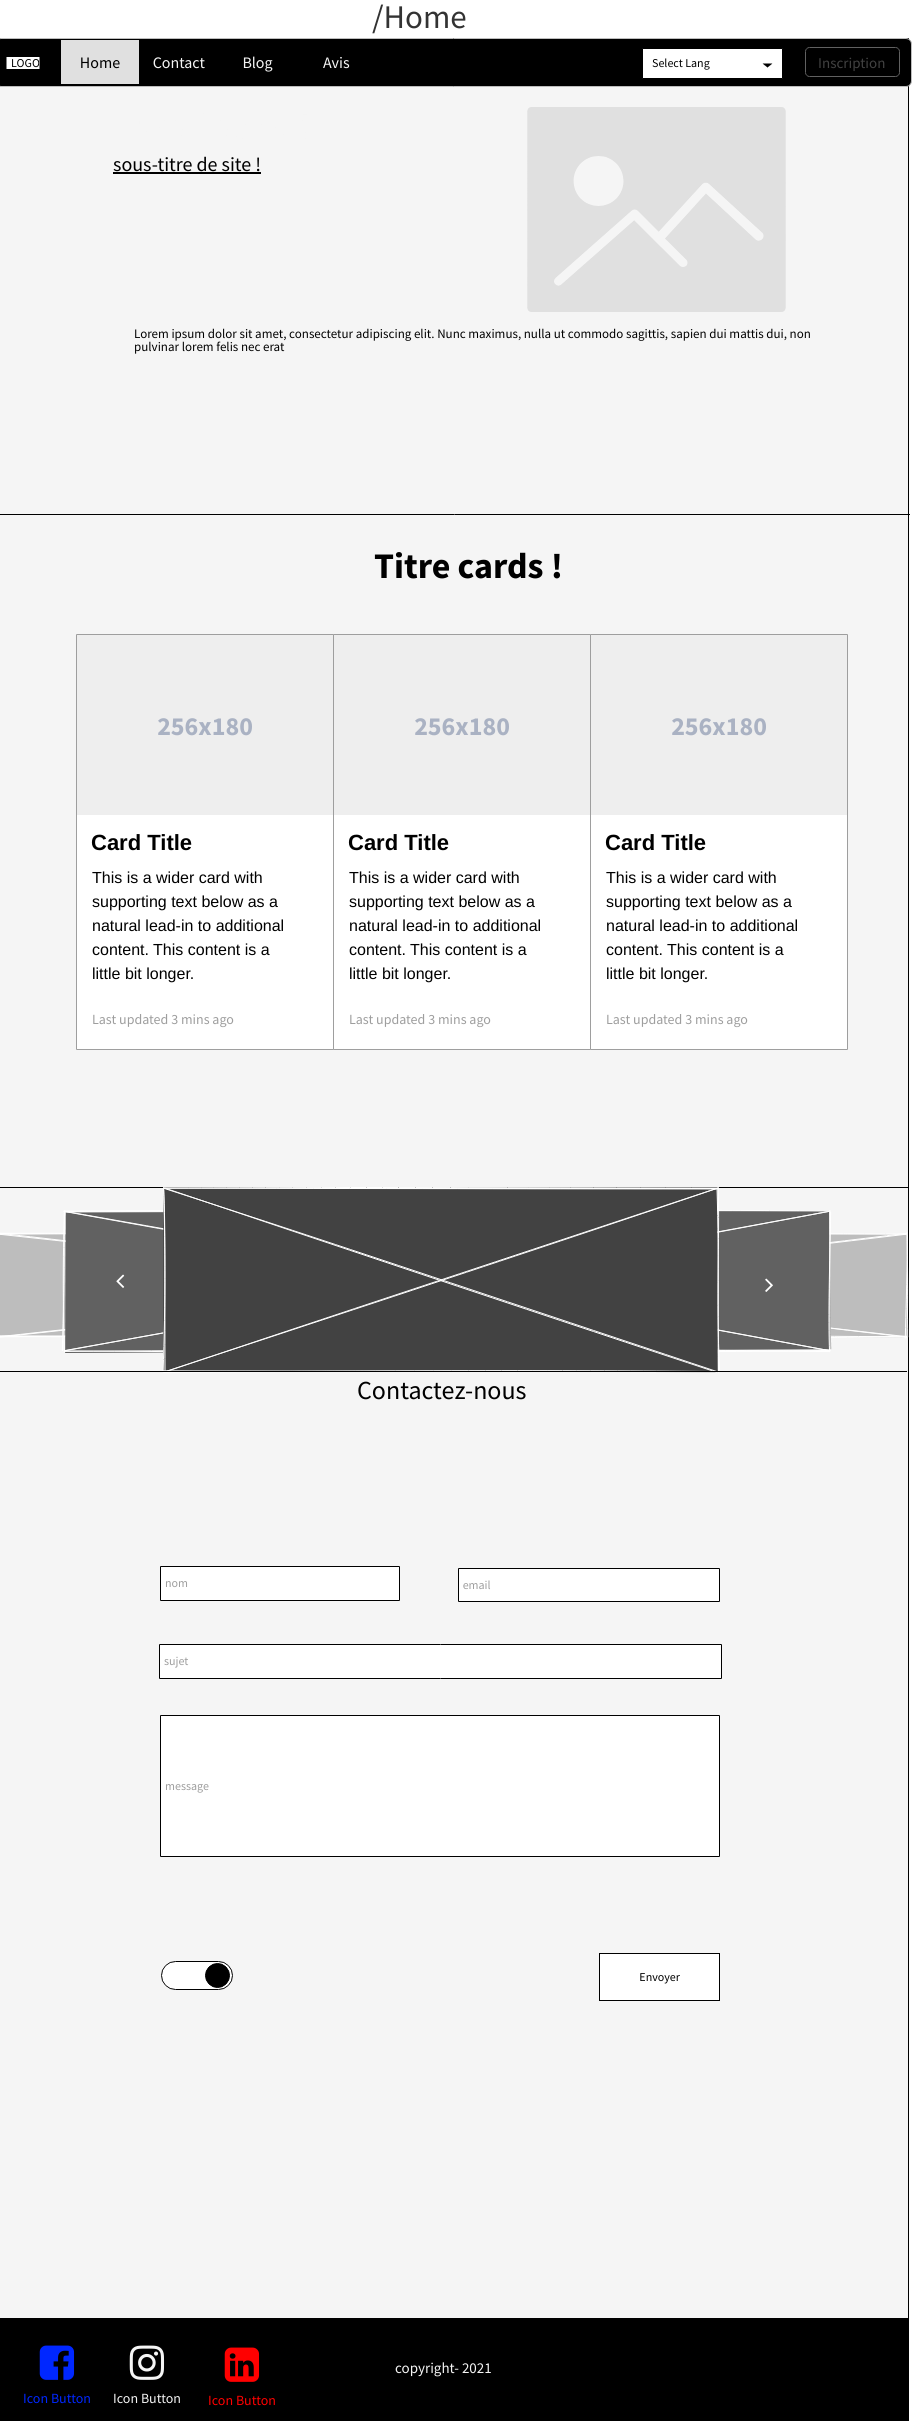 /Home
LOGO Home Contact Blog Avis Select Lang Inscription
sous-titre de site !
Lorem ipsum dolor sit amet, consectetur adipiscing elit. Nunc maximus, nulla ut commodo sagittis, sapien dui mattis dui, non
pulvinar lorem felis nec erat
Titre cards !
256x180
Card Title
This is a wider card with
supporting text below as a
natural lead-in to additional
content. This content is a
little bit longer.
Last updated 3 mins ago
256x180
Card Title
This is a wider card with
supporting text below as a
natural lead-in to additional
content. This content is a
little bit longer.
Last updated 3 mins ago
256x180
Card Title
This is a wider card with
supporting text below as a
natural lead-in to additional
content. This content is a
little bit longer.
Last updated 3 mins ago
Contactez-nous
nom
email
sujet
message
Envoyer
Icon Button
Icon Button
Icon Button
copyright- 2021